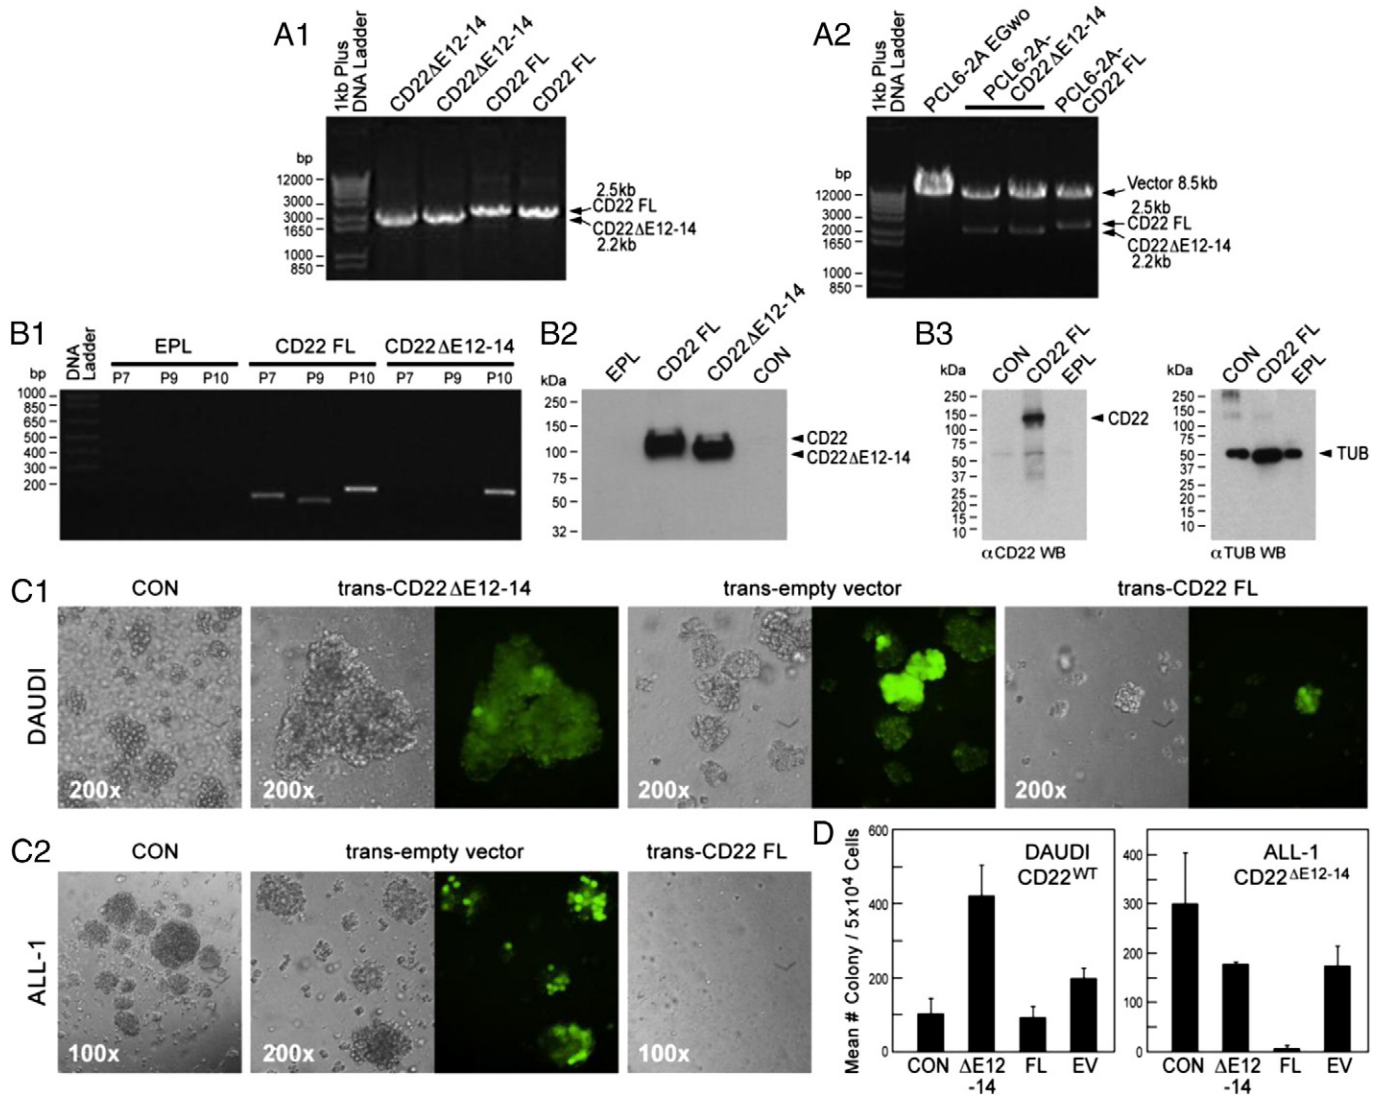 A1
1kb Plus
DNA Ladder
CD22ΔE12-14
CD22ΔE12-14
CD22 FL
CD22 FL
bp
12000
3000
3000
1650
1000
850
2.5kb
CD22 FL
CD22ΔE12-14
2.2kb
A2
1kb Plus
DNA Ladder
PCL6-2A EGwo
PCL6-2A-
CD22ΔE12-14
PCL6-2A-
CD22 FL
bp
12000
3000
2000
1650
1000
850
Vector 8.5kb
2.5kb
CD22 FL
CD22ΔE12-14
2.2kb
B1
DNA
Ladder
EPL
CD22 FL
CD22ΔE12-14
bp
P7
P9
P10
P7
P9
P10
P7
P9
P10
1000
850
650
500
400
300
200
B2
EPL
CD22 FL
CD22ΔE12-14
CON
kDa
250
150
100
75
50
32
CD22
CD22ΔE12-14
B3
CON
CD22 FL
EPL
kDa
250
150
100
75
50
37
25
20
15
10
CD22
αCD22 WB
CON
CD22 FL
EPL
kDa
250
150
100
75
50
37
25
20
15
10
TUB
αTUB WB
C1
CON
trans-CD22ΔE12-14
trans-empty vector
trans-CD22 FL
DAUDI
200x
200x
200x
200x
C2
CON
trans-empty vector
trans-CD22 FL
ALL-1
100x
200x
100x
D
Mean # Colony / 5x10⁴ Cells
600
400
200
0
DAUDI
CD22ᵂᵀ
CON
ΔE12
-14
FL
EV
400
300
200
100
0
ALL-1
CD22^ΔE12-14
CON
ΔE12
-14
FL
EV